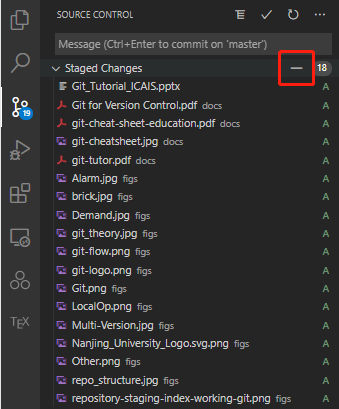 SOURCE CONTROL
Message (Ctrl+Enter to commit on 'master')
Staged Changes 18
Git_Tutorial_ICAIS.pptx A
Git for Version Control.pdf docs A
git-cheat-sheet-education.pdf docs A
git-cheatsheet.jpg docs A
git-tutor.pdf docs A
Alarm.jpg figs A
brick.jpg figs A
Demand.jpg figs A
git_theory.jpg figs A
git-flow.png figs A
git-logo.png figs A
Git.png figs A
LocalOp.png figs A
Multi-Version.jpg figs A
Nanjing_University_Logo.svg.png figs A
Other.png figs A
repo_structure.jpg figs A
repository-staging-index-working-git.png figs A
19
TEX